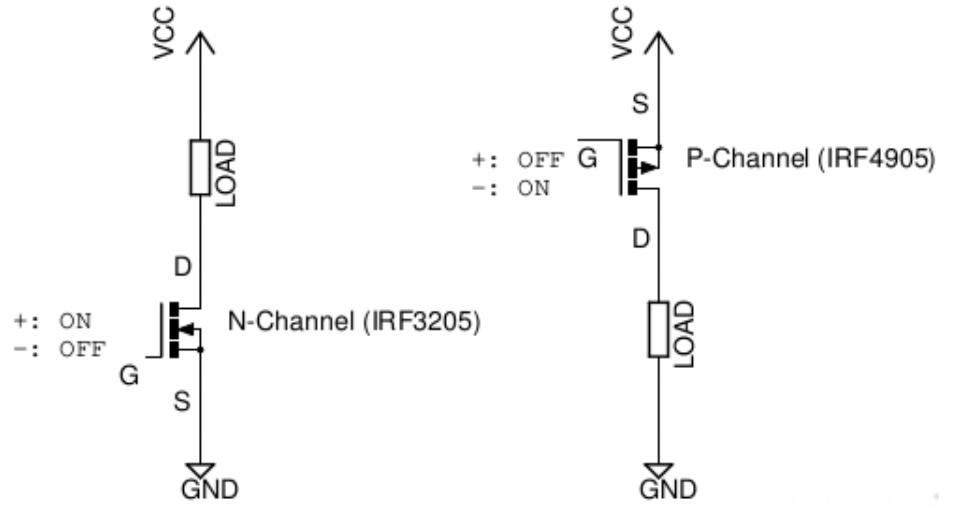 VCC
LOAD
D
+: ON
-: OFF
G
N-Channel (IRF3205)
S
GND
VCC
S
+: OFF
-: ON
G
P-Channel (IRF4905)
D
LOAD
GND